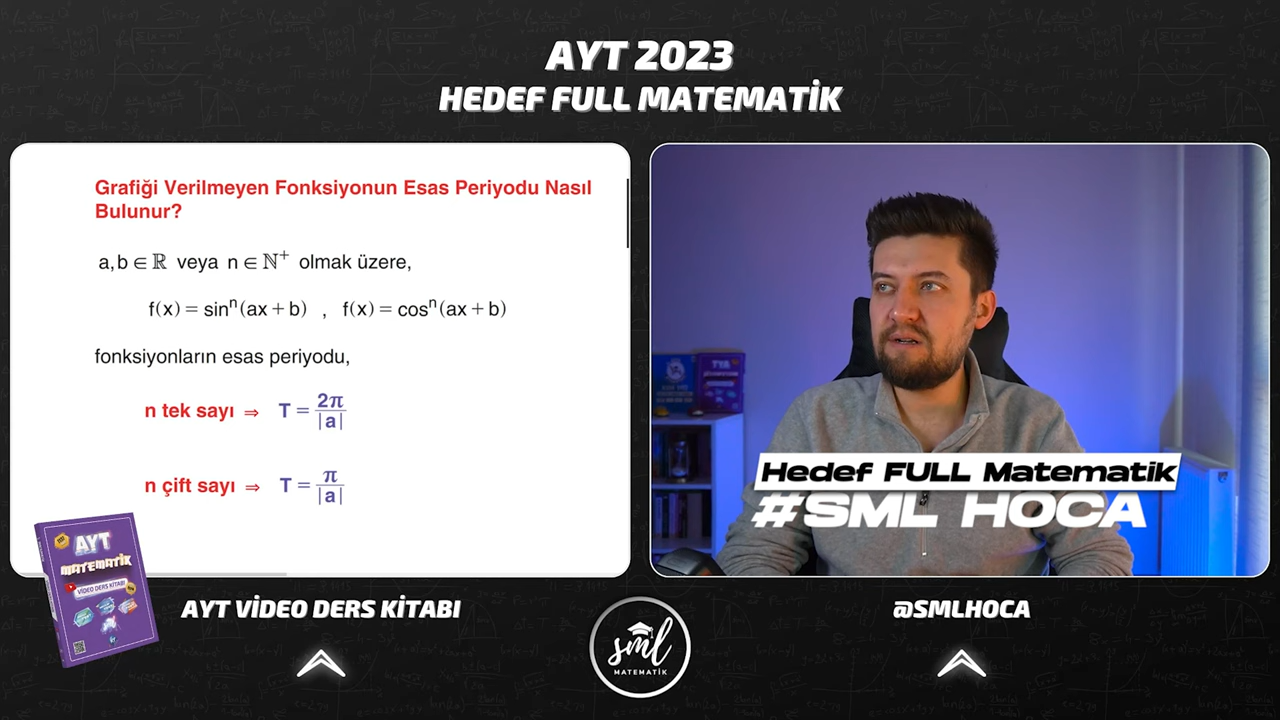 AYT 2023
HEDEF FULL MATEMATİK
Grafiği Verilmeyen Fonksiyonun Esas Periyodu Nasıl
Bulunur?
a, b ∈ ℝ veya n ∈ ℕ⁺ olmak üzere,
f(x) = sinⁿ(ax + b) , f(x) = cosⁿ(ax + b)
fonksiyonların esas periyodu,
n tek sayı ⇒ T = 2π/|a|
n çift sayı ⇒ T = π/|a|
Hedef FULL Matematik
#SML HOCA
AYT
MATEMATİK
VİDEO DERS KİTABI
AYT VİDEO DERS KİTABI
sml
MATEMATİK
@SMLHOCA